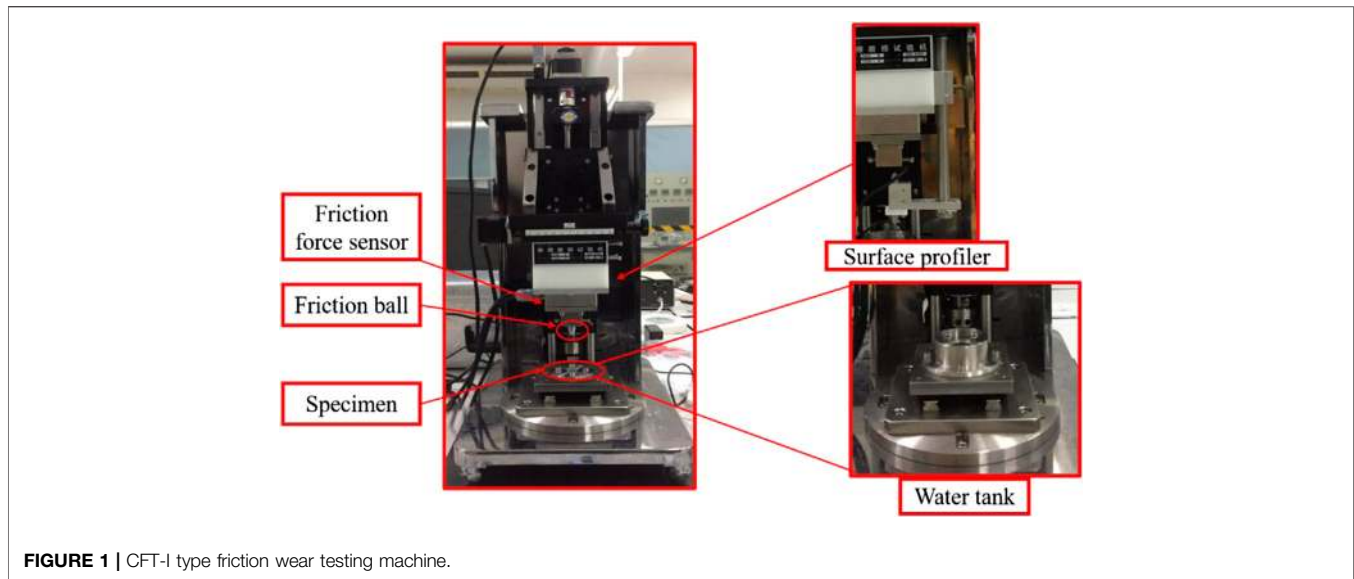 Friction
force sensor
Friction ball
Specimen
Surface profiler
Water tank
FIGURE 1 | CFT-I type friction wear testing machine.